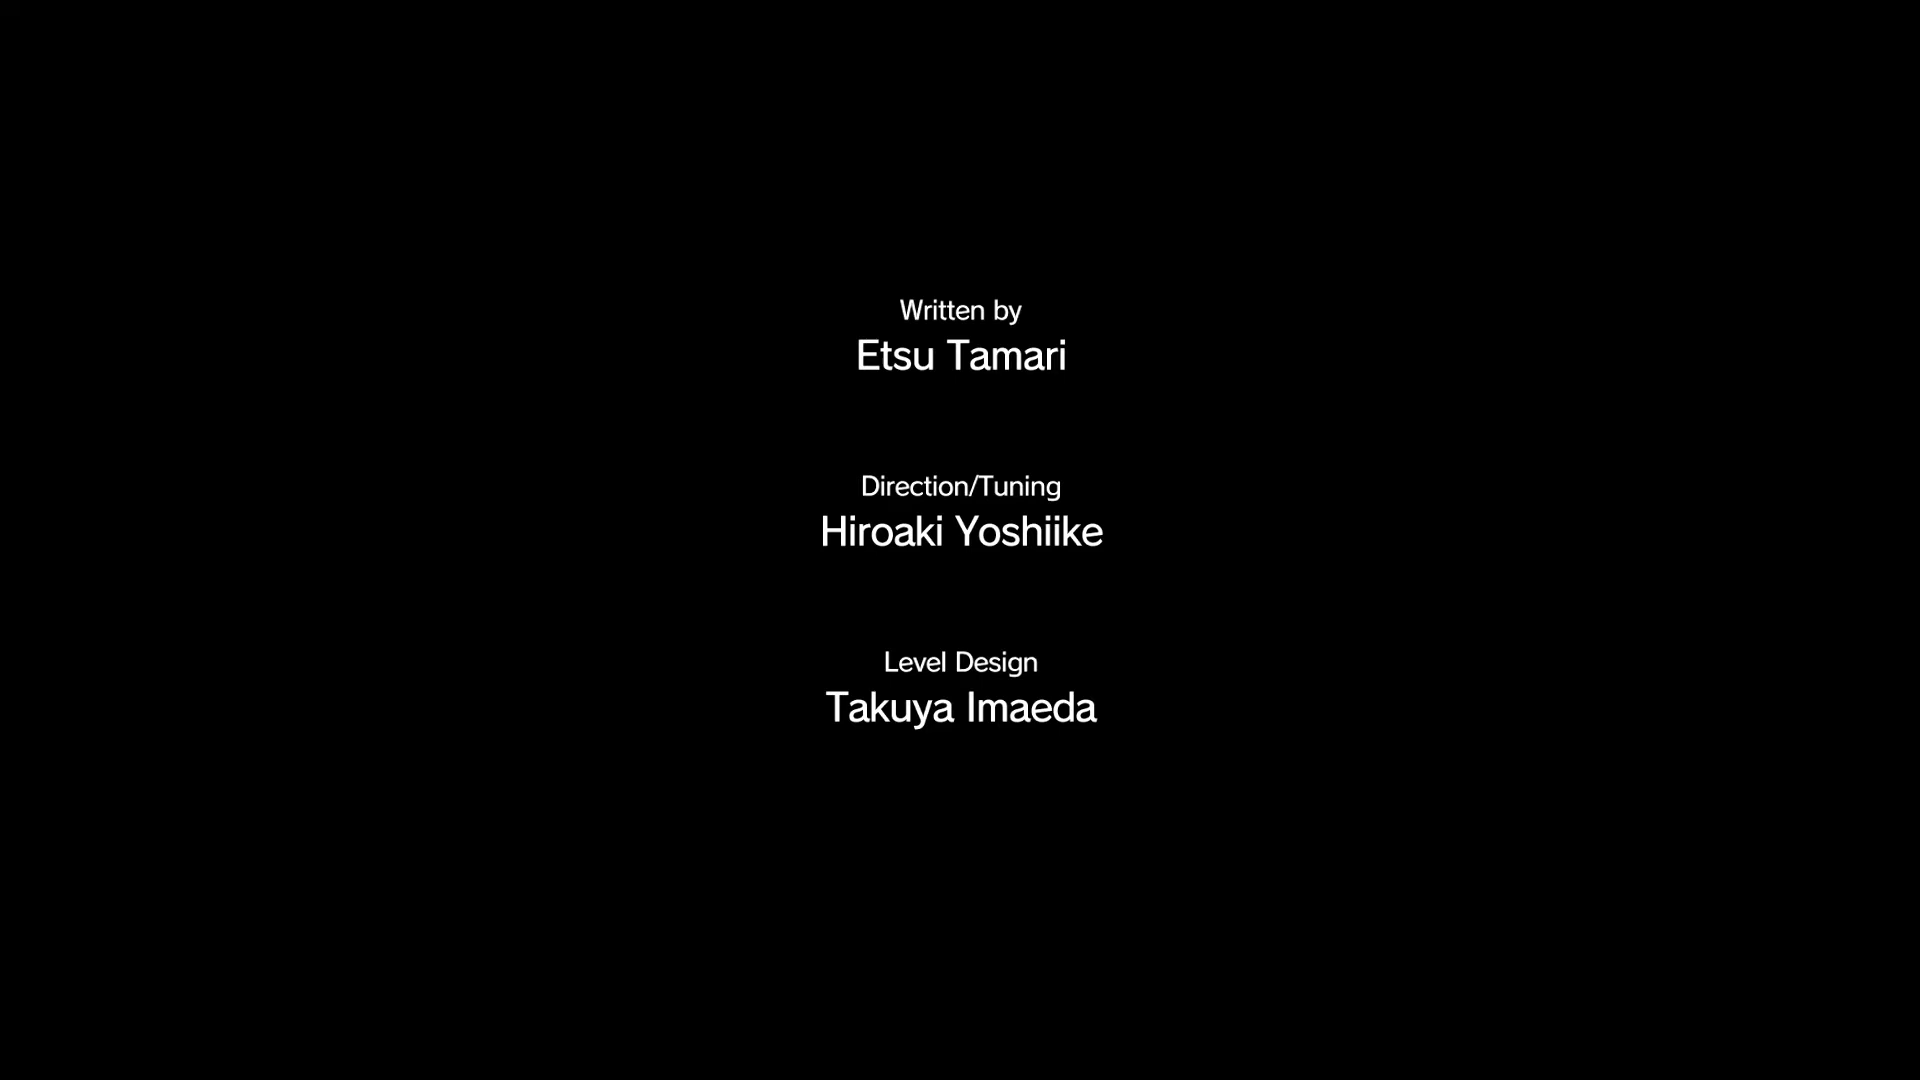 Written by
Etsu Tamari
Direction/Tuning
Hiroaki Yoshiike
Level Design
Takuya Imaeda